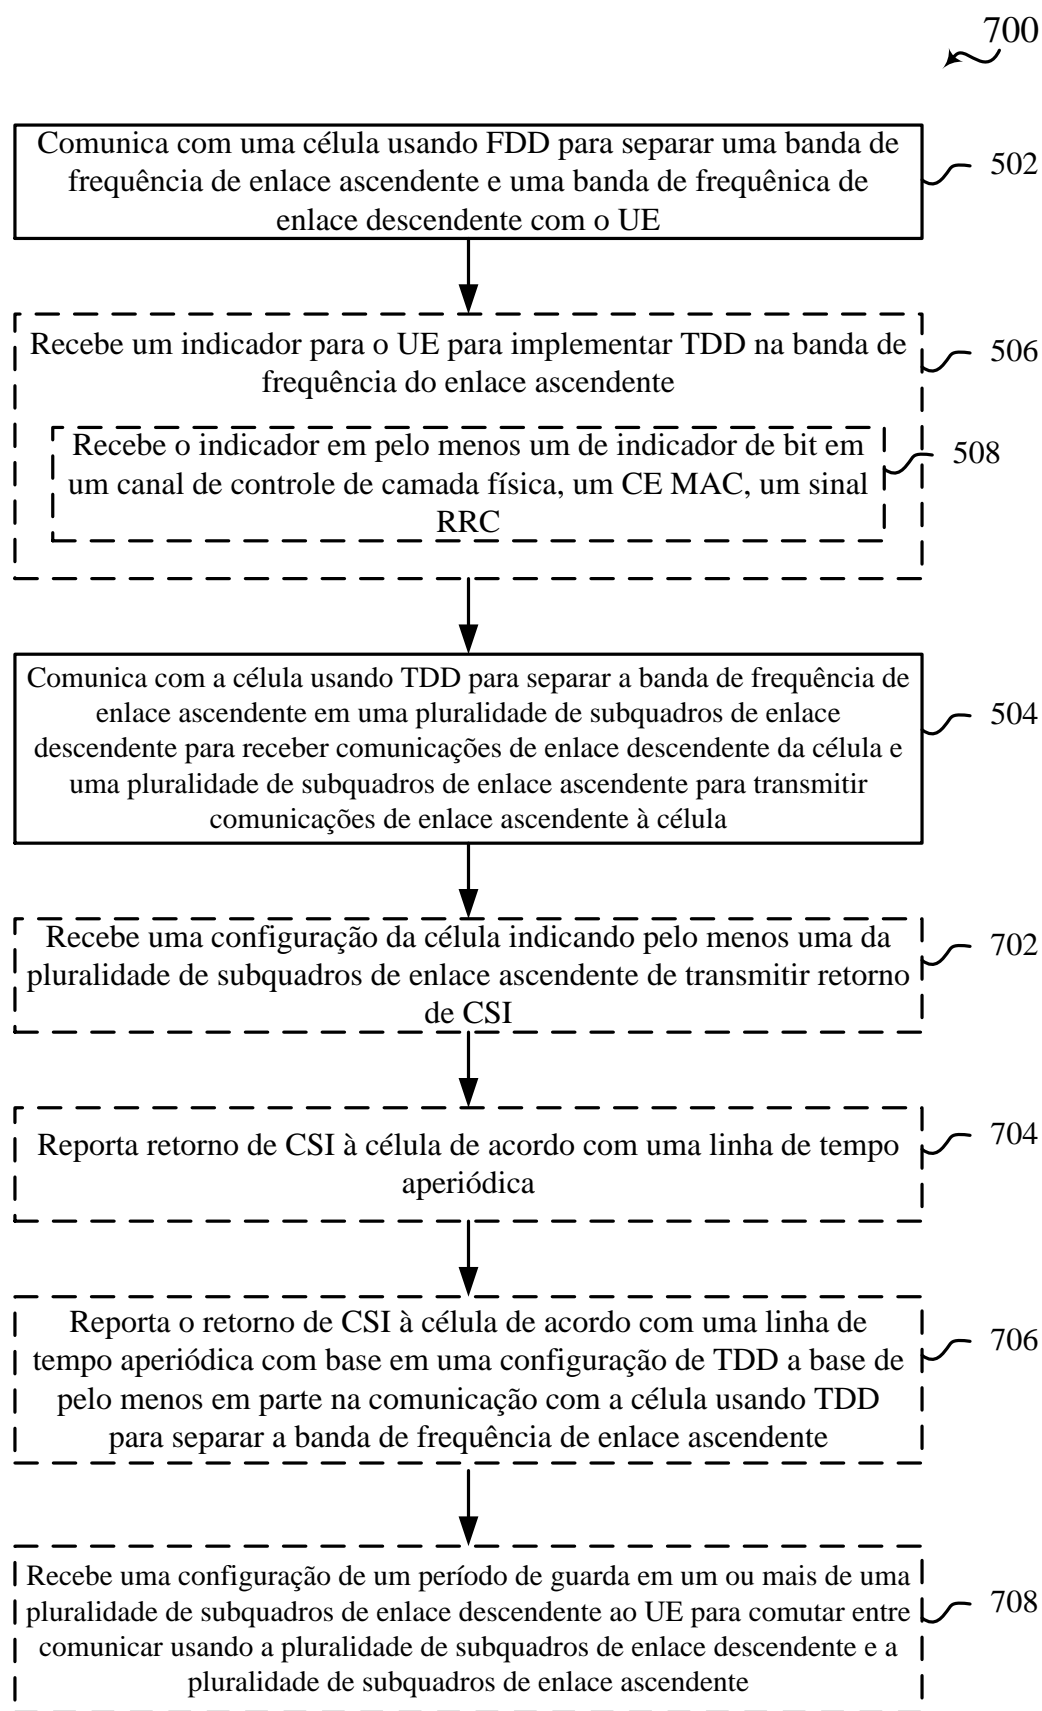 700
Comunica com uma célula usando FDD para separar uma banda de
frequência de enlace ascendente e uma banda de frequênica de
enlace descendente com o UE
502
Recebe um indicador para o UE para implementar TDD na banda de
frequência do enlace ascendente
506
Recebe o indicador em pelo menos um de indicador de bit em
um canal de controle de camada física, um CE MAC, um sinal
RRC
508
Comunica com a célula usando TDD para separar a banda de frequência de
enlace ascendente em uma pluralidade de subquadros de enlace
descendente para receber comunicações de enlace descendente da célula e
uma pluralidade de subquadros de enlace ascendente para transmitir
comunicações de enlace ascendente à célula
504
Recebe uma configuração da célula indicando pelo menos uma da
pluralidade de subquadros de enlace ascendente de transmitir retorno
de CSI
702
Reporta retorno de CSI à célula de acordo com uma linha de tempo
aperiódica
704
Reporta o retorno de CSI à célula de acordo com uma linha de
tempo aperiódica com base em uma configuração de TDD a base de
pelo menos em parte na comunicação com a célula usando TDD
para separar a banda de frequência de enlace ascendente
706
Recebe uma configuração de um período de guarda em um ou mais de uma
pluralidade de subquadros de enlace descendente ao UE para comutar entre
comunicar usando a pluralidade de subquadros de enlace descendente e a
pluralidade de subquadros de enlace ascendente
708